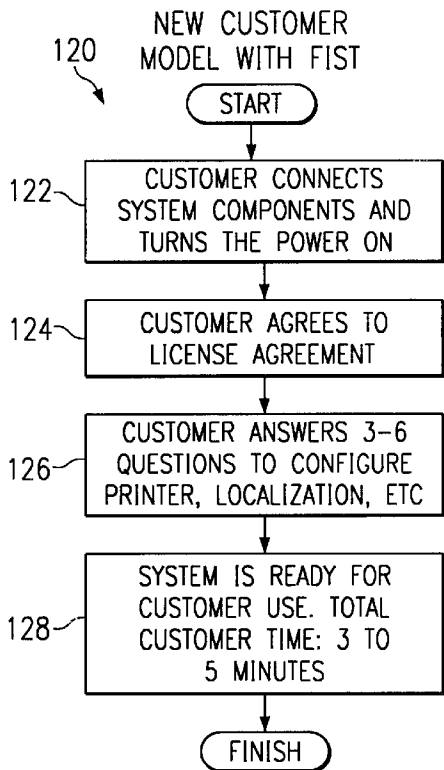 NEW CUSTOMER
MODEL WITH FIST
120
START
122
CUSTOMER CONNECTS
SYSTEM COMPONENTS AND
TURNS THE POWER ON
124
CUSTOMER AGREES TO
LICENSE AGREEMENT
126
CUSTOMER ANSWERS 3-6
QUESTIONS TO CONFIGURE
PRINTER, LOCALIZATION, ETC
128
SYSTEM IS READY FOR
CUSTOMER USE. TOTAL
CUSTOMER TIME: 3 TO
5 MINUTES
FINISH